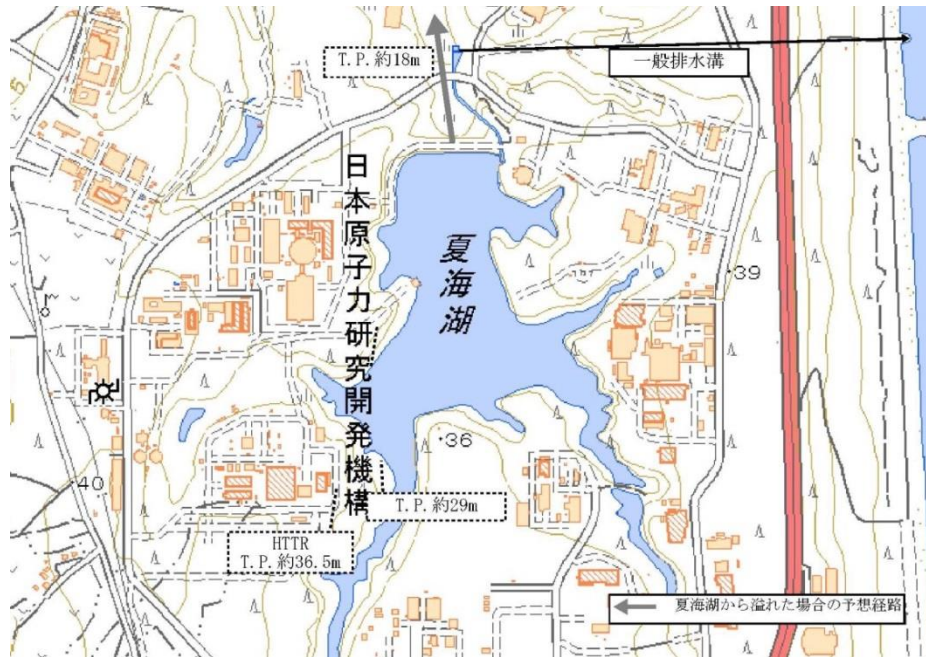 T.P.約18m
一般排水溝
日本原子力研究開発機構
夏海湖
39
36
40
T.P.約29m
HTTR
T.P.約36.5m
夏海湖から溢れた場合の予想経路